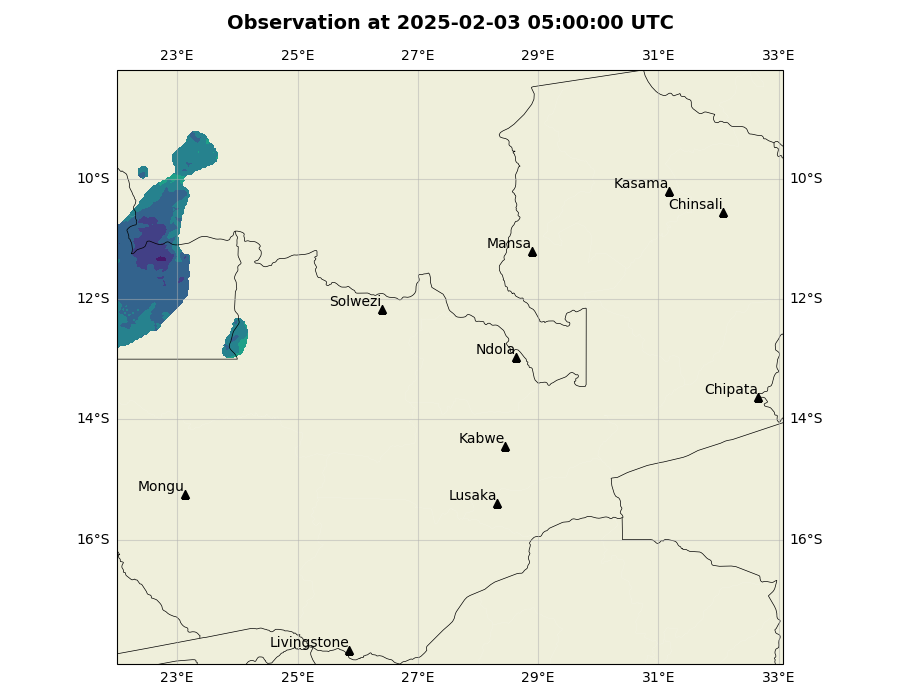 Observation at 2025-02-03 05:00:00 UTC
23°E 25°E 27°E 29°E 31°E 33°E
10°S 10°S
Kasama
Chinsali
Mansa
12°S 12°S
Solwezi
Ndola
Chipata
14°S 14°S
Kabwe
Mongu
Lusaka
16°S 16°S
Livingstone
23°E 25°E 27°E 29°E 31°E 33°E